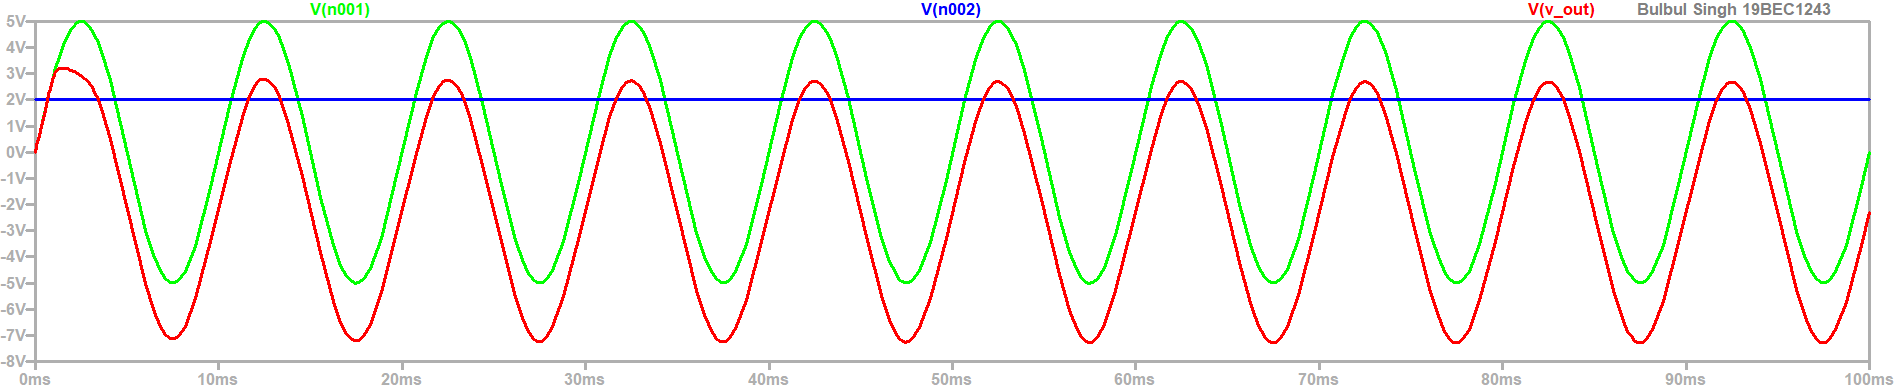 V(n001) V(n002) V(v_out) Bulbul Singh 19BEC1243
5V
4V
3V
2V
1V
0V
-1V
-2V
-3V
-4V
-5V
-6V
-7V
-8V
0ms 10ms 20ms 30ms 40ms 50ms 60ms 70ms 80ms 90ms 100ms